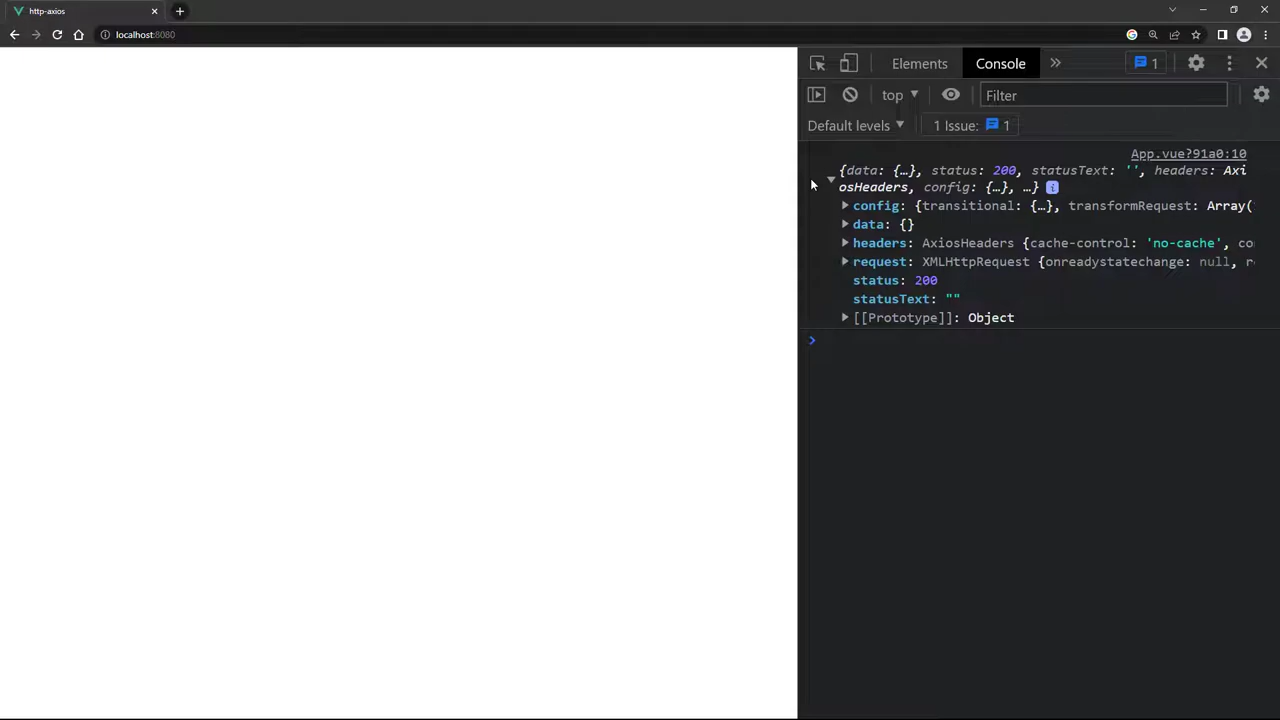 http-axios
localhost:8080
Elements
Console
1
top
Filter
Default levels
1 Issue:
1
App.vue?91a0:10
{data: {…}, status: 200, statusText: '', headers: Axi
osHeaders, config: {…}, …}
config: {transitional: {…}, transformRequest: Array(
data: {}
headers: AxiosHeaders {cache-control: 'no-cache', co
request: XMLHttpRequest {onreadystatechange: null, r
status: 200
statusText: ""
[[Prototype]]: Object